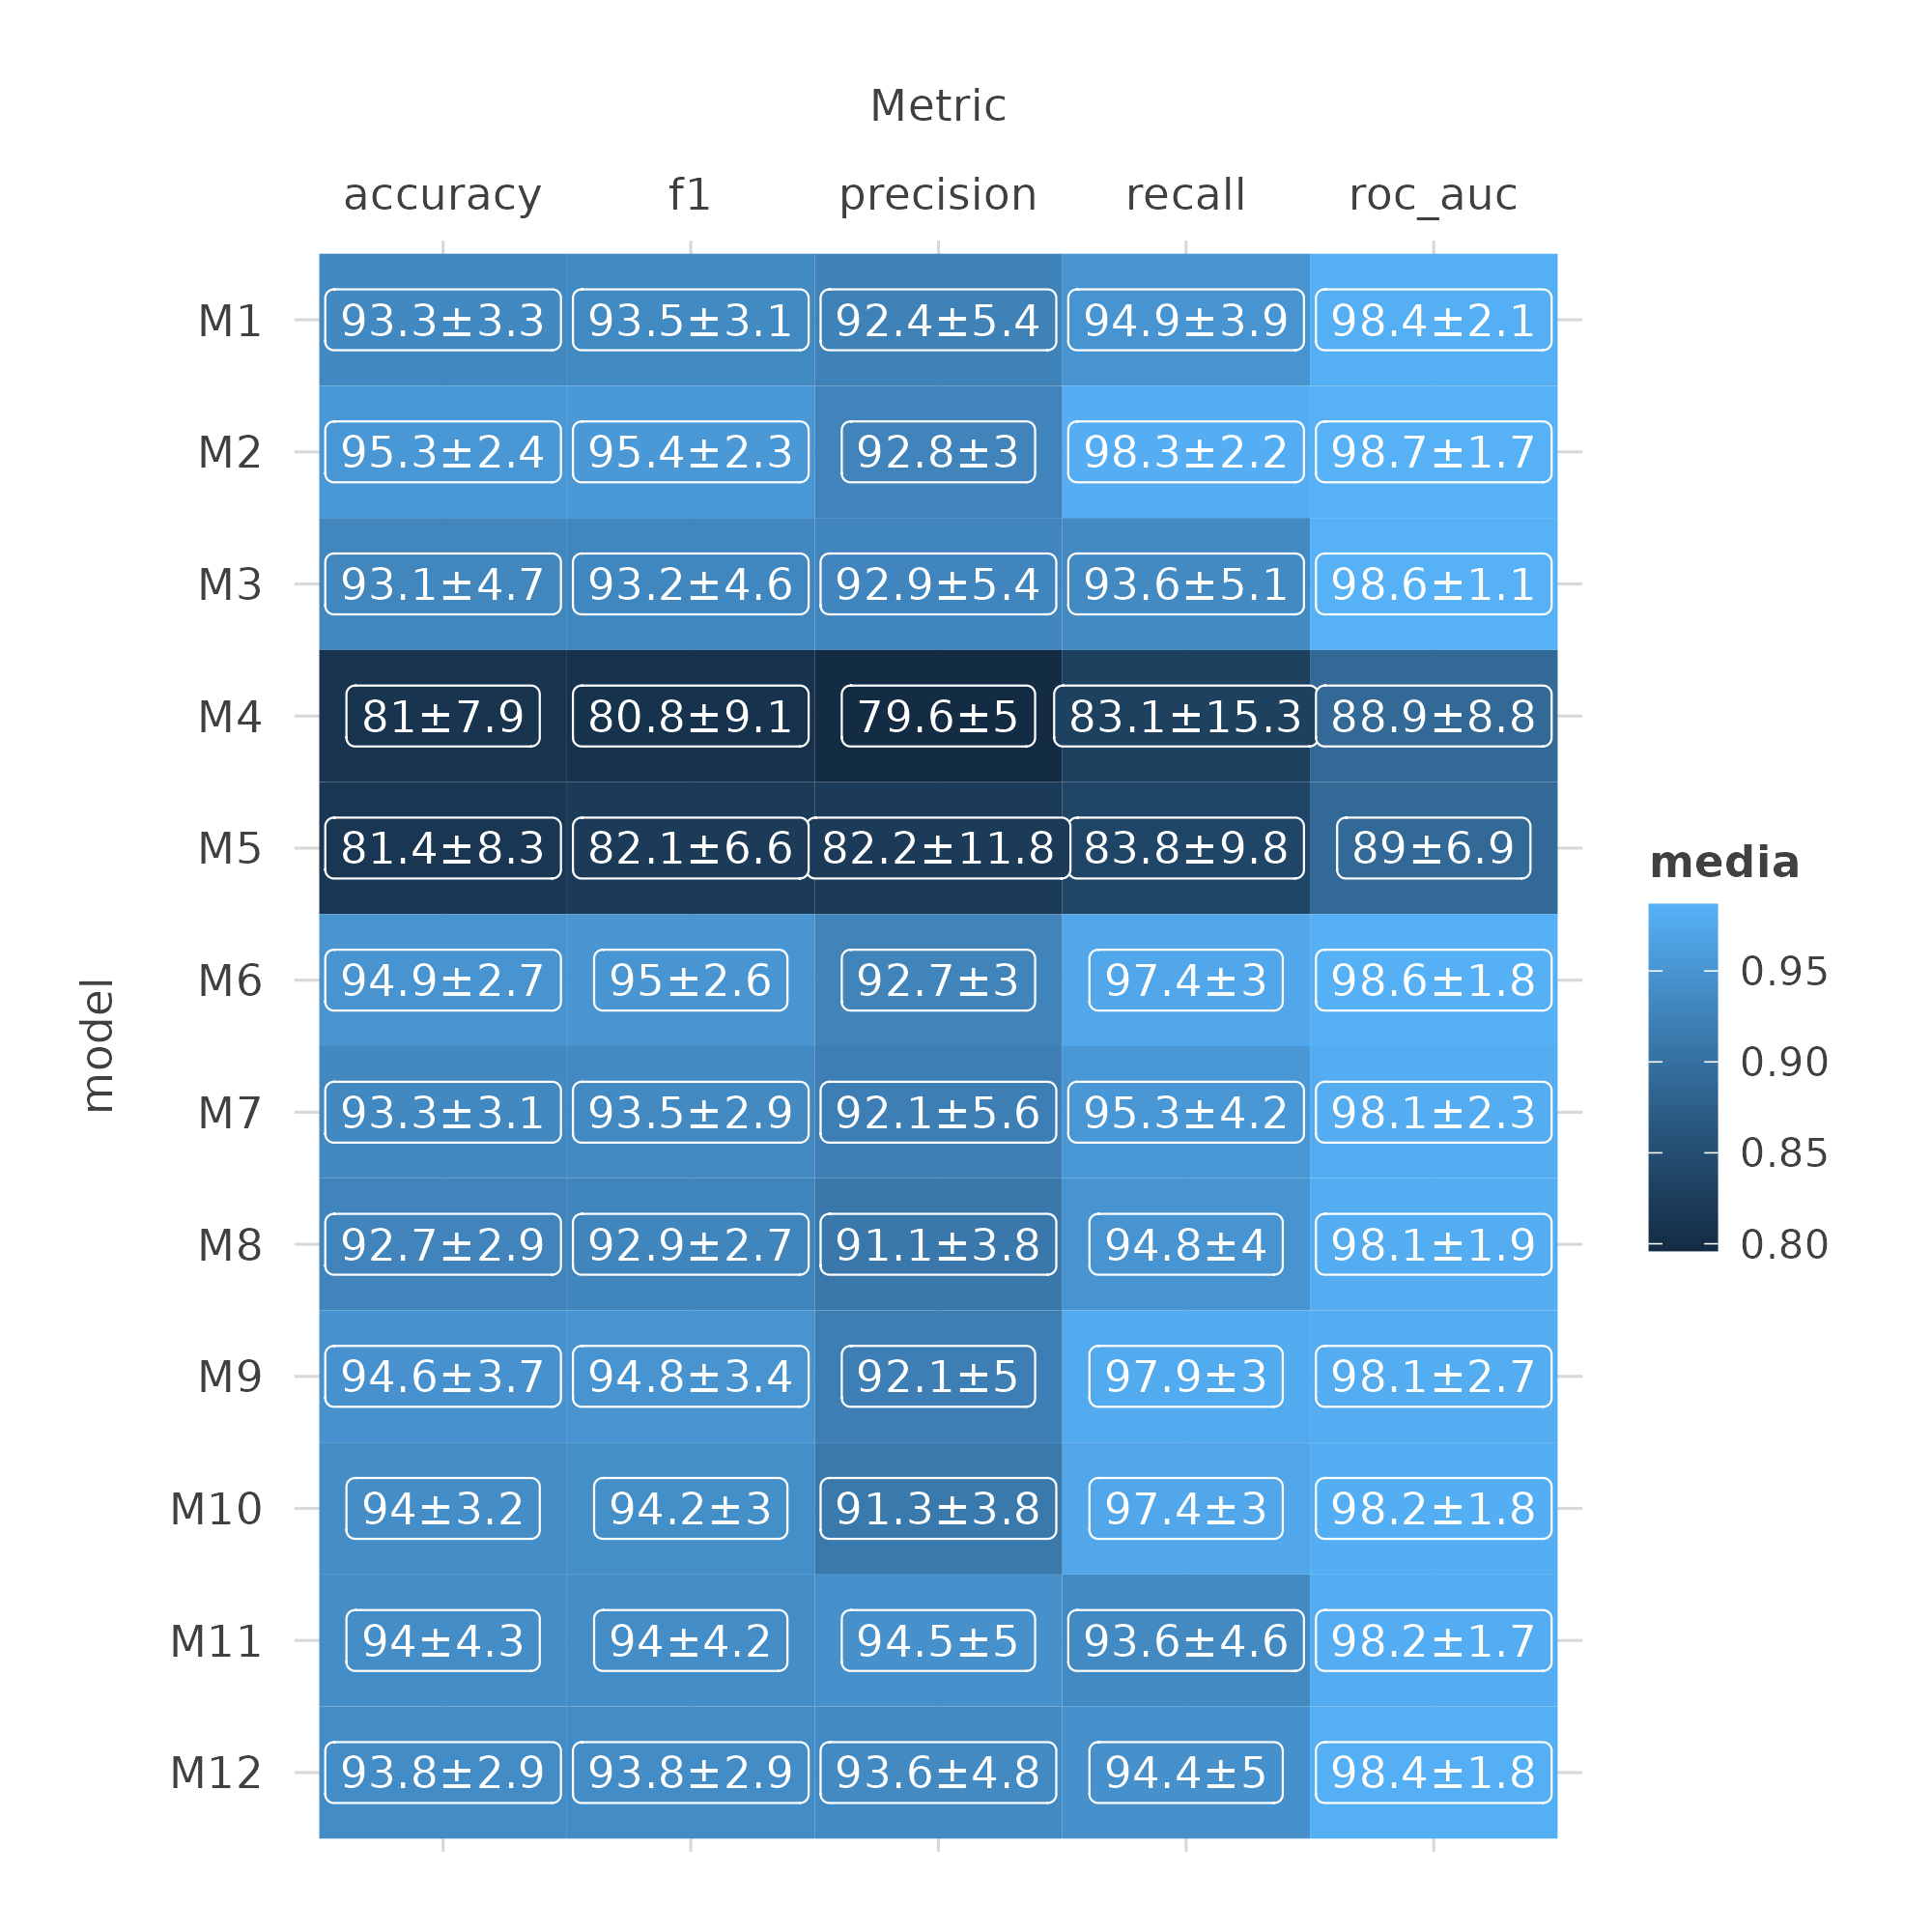 Metric
accuracy f1 precision recall roc_auc
M1 93.3±3.3 93.5±3.1 92.4±5.4 94.9±3.9 98.4±2.1
M2 95.3±2.4 95.4±2.3 92.8±3 98.3±2.2 98.7±1.7
M3 93.1±4.7 93.2±4.6 92.9±5.4 93.6±5.1 98.6±1.1
M4 81±7.9 80.8±9.1 79.6±5 83.1±15.3 88.9±8.8
M5 81.4±8.3 82.1±6.6 82.2±11.8 83.8±9.8 89±6.9
M6 94.9±2.7 95±2.6 92.7±3 97.4±3 98.6±1.8
M7 93.3±3.1 93.5±2.9 92.1±5.6 95.3±4.2 98.1±2.3
M8 92.7±2.9 92.9±2.7 91.1±3.8 94.8±4 98.1±1.9
M9 94.6±3.7 94.8±3.4 92.1±5 97.9±3 98.1±2.7
M10 94±3.2 94.2±3 91.3±3.8 97.4±3 98.2±1.8
M11 94±4.3 94±4.2 94.5±5 93.6±4.6 98.2±1.7
M12 93.8±2.9 93.8±2.9 93.6±4.8 94.4±5 98.4±1.8
model
media
0.95
0.90
0.85
0.80